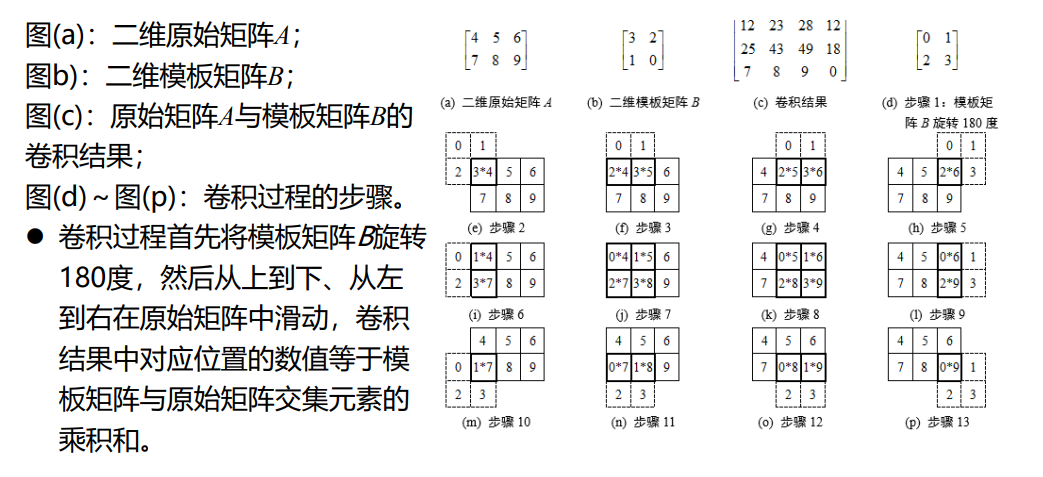 图(a)：二维原始矩阵A；
图b)：二维模板矩阵B；
图(c)：原始矩阵A与模板矩阵B的
卷积结果；
图(d)～图(p)：卷积过程的步骤。
● 卷积过程首先将模板矩阵B旋转
180度，然后从上到下、从左
到右在原始矩阵中滑动，卷积
结果中对应位置的数值等于模
板矩阵与原始矩阵交集元素的
乘积和。
4 5 6
7 8 9
(a) 二维原始矩阵 A
3 2
1 0
(b) 二维模板矩阵 B
12 23 28 12
25 43 49 18
7 8 9 0
(c) 卷积结果
0 1
2 3
(d) 步骤 1：模板矩
阵 B 旋转 180 度
0 1
2 3*4 5 6
7 8 9
(e) 步骤 2
0 1
2*4 3*5 6
7 8 9
(f) 步骤 3
0 1
4 2*5 3*6
7 8 9
(g) 步骤 4
0 1
4 5 2*6 3
7 8 9
(h) 步骤 5
0 1*4 5 6
2 3*7 8 9
(i) 步骤 6
0*4 1*5 6
2*7 3*8 9
(j) 步骤 7
4 0*5 1*6
7 2*8 3*9
(k) 步骤 8
4 5 0*6 1
7 8 2*9 3
(l) 步骤 9
4 5 6
0 1*7 8 9
2 3
(m) 步骤 10
4 5 6
0*7 1*8 9
2 3
(n) 步骤 11
4 5 6
7 0*8 1*9
2 3
(o) 步骤 12
4 5 6
7 8 0*9 1
2 3
(p) 步骤 13